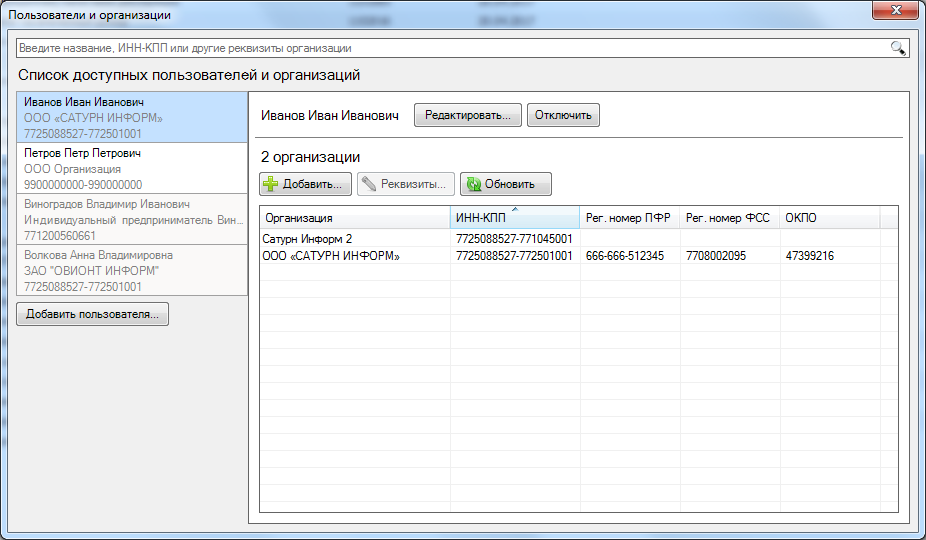 Пользователи и организации
Введите название, ИНН-КПП или другие реквизиты организации
Список доступных пользователей и организаций
Иванов Иван Иванович
ООО «САТУРН ИНФОРМ»
7725088527-772501001
Петров Петр Петрович
ООО Организация
9900000000-990000000
Виноградов Владимир Иванович
Индивидуальный предприниматель Вин...
771200560661
Волкова Анна Владимировна
ЗАО "ОВИОНТ ИНФОРМ"
7725088527-772501001
Добавить пользователя...
Иванов Иван Иванович Редактировать... Отключить
2 организации
Добавить... Реквизиты... Обновить
Организация ИНН-КПП Рег. номер ПФР Рег. номер ФСС ОКПО
Сатурн Информ 2 7725088527-771045001
ООО «САТУРН ИНФОРМ» 7725088527-772501001 666-666-512345 7708002095 47399216